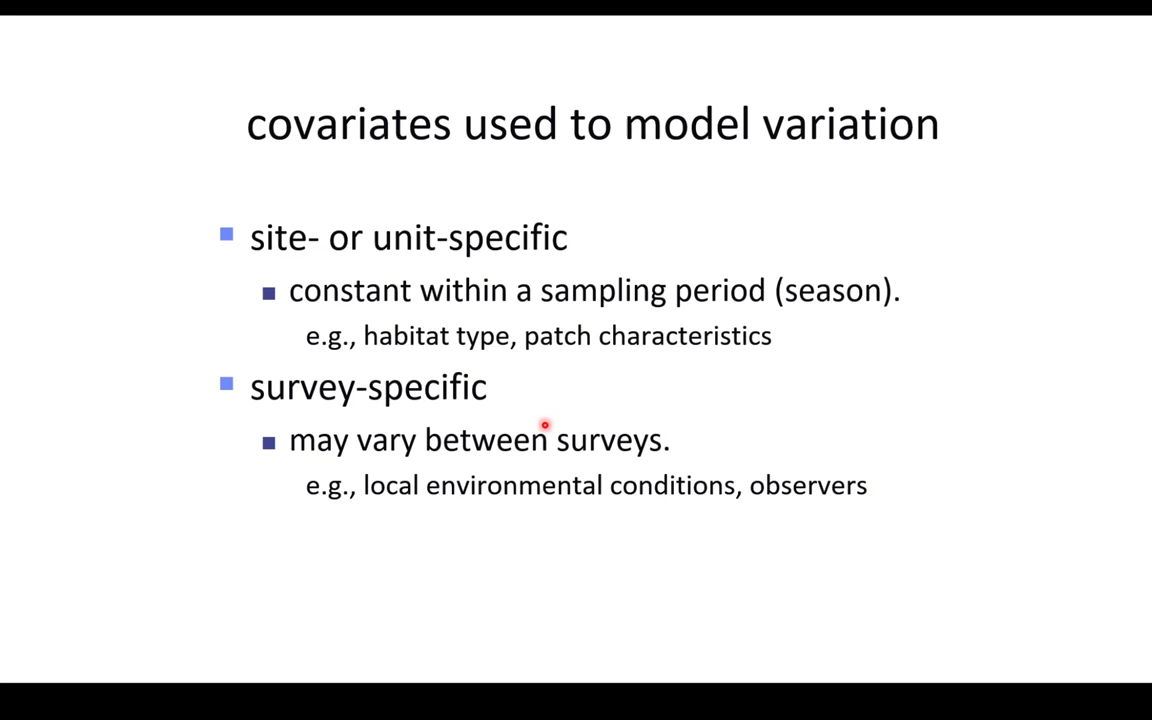 covariates used to model variation
site- or unit-specific
constant within a sampling period (season).
e.g., habitat type, patch characteristics
survey-specific
may vary between surveys.
e.g., local environmental conditions, observers